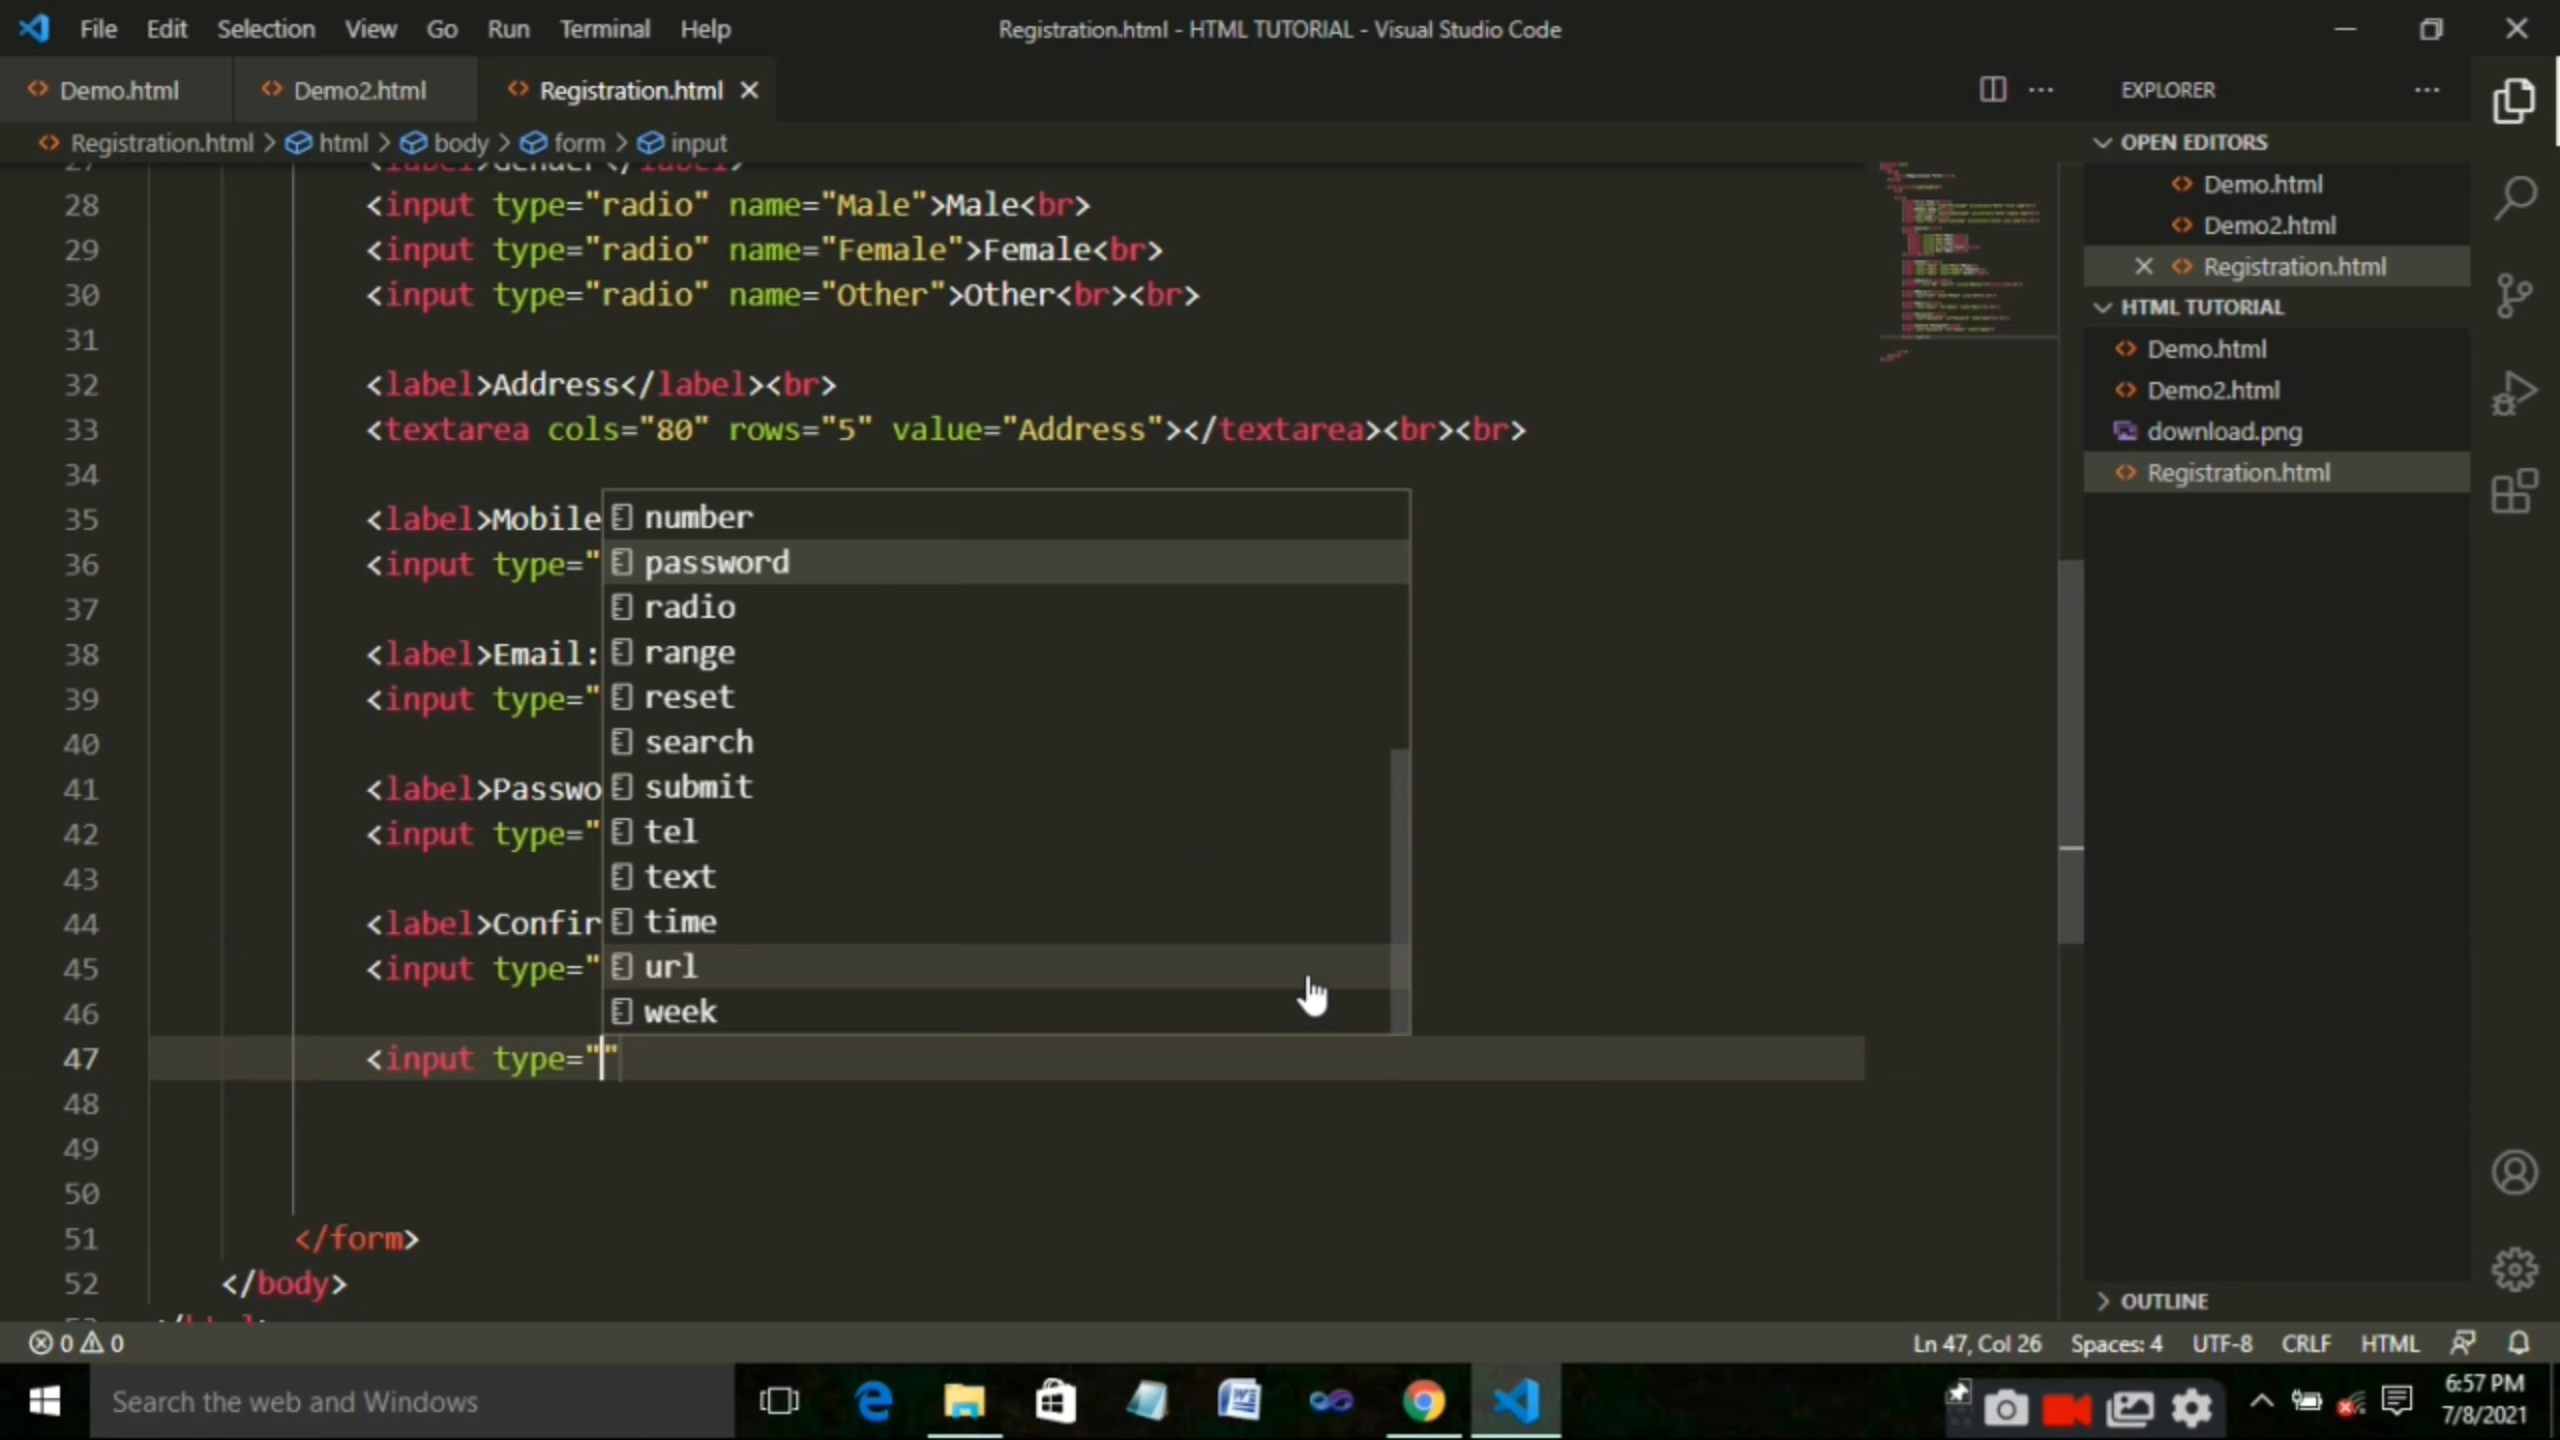 File Edit Selection View Go Run Terminal Help
Registration.html - HTML TUTORIAL - Visual Studio Code
Demo.html
Demo2.html
Registration.html
Registration.html > html > body > form > input
28 <input type="radio" name="Male">Male<br>
29 <input type="radio" name="Female">Female<br>
30 <input type="radio" name="Other">Other<br><br>
31
32 <label>Address</label><br>
33 <textarea cols="80" rows="5" value="Address"></textarea><br><br>
34
35 <label>Mobile
36 <input type="
37
38 <label>Email:
39 <input type="
40
41 <label>Passwo
42 <input type="
43
44 <label>Confir
45 <input type="
46
47 <input type=""
48
49
50
51 </form>
52 </body>
number
password
radio
range
reset
search
submit
tel
text
time
url
week
EXPLORER
OPEN EDITORS
Demo.html
Demo2.html
Registration.html
HTML TUTORIAL
Demo.html
Demo2.html
download.png
Registration.html
OUTLINE
0 0
Ln 47, Col 26 Spaces: 4 UTF-8 CRLF HTML
Search the web and Windows
6:57 PM
7/8/2021